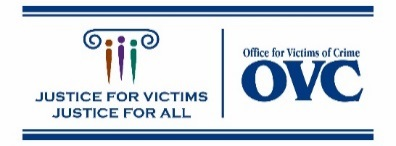 JUSTICE FOR VICTIMS
JUSTICE FOR ALL
Office for Victims of Crime
OVC